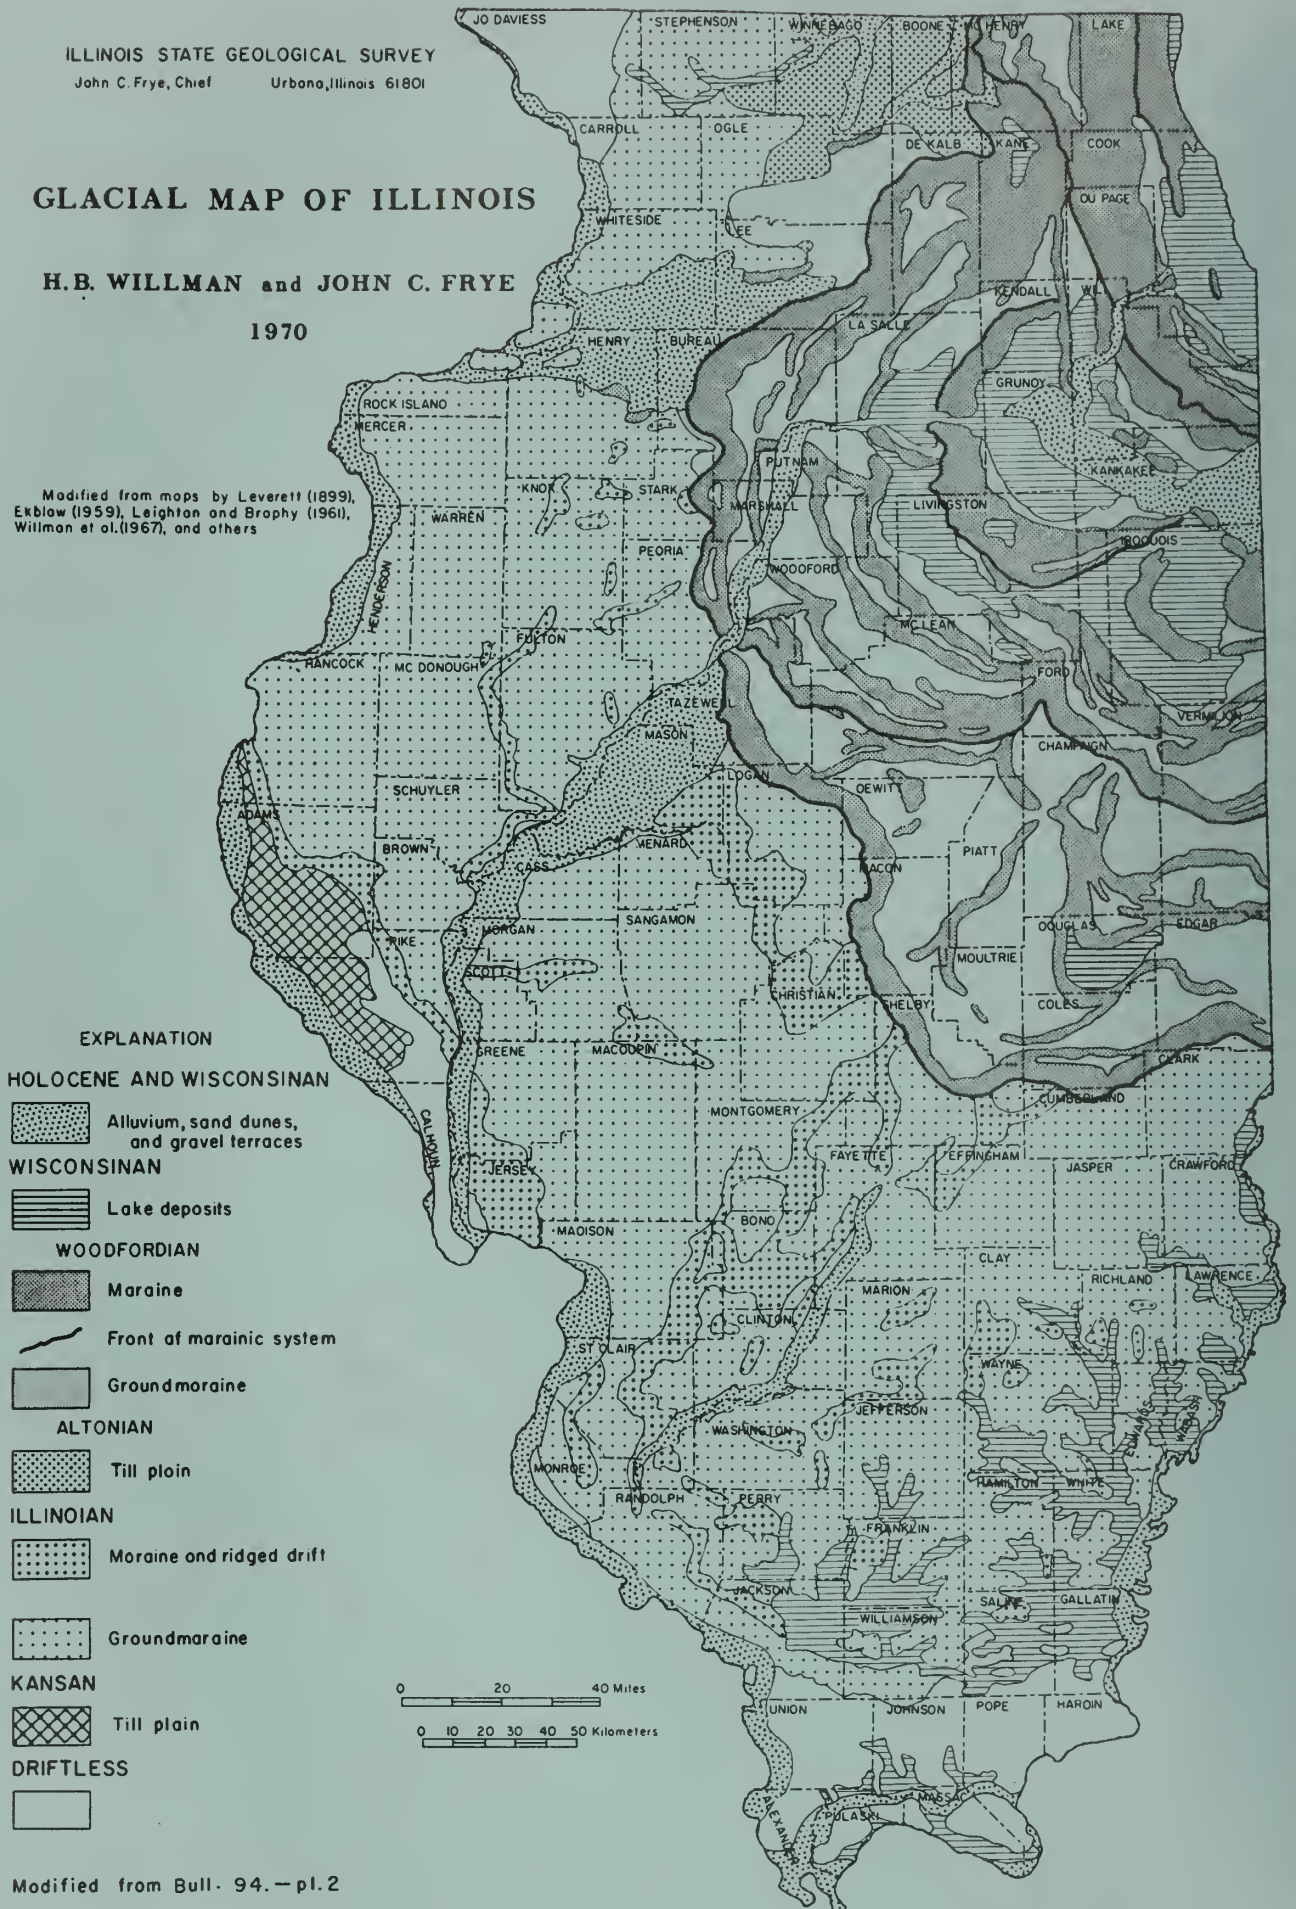 ILLINOIS STATE GEOLOGICAL SURVEY
John C. Frye, Chief Urbana, Illinois 61801
GLACIAL MAP OF ILLINOIS
H.B. WILLMAN and JOHN C. FRYE
1970
Modified from maps by Leverett (1899),
Ekblow (1959), Leighton and Brophy (1961),
Willman et al. (1967), and others
JO DAVIESS
STEPHENSON
WINNEBAGO
BOONE
MC HENRY
LAKE
CARROLL
OGLE
DE KALB
KANE
COOK
DU PAGE
WHITESIDE
LEE
KENDALL
WILL
HENRY
BUREAU
LA SALLE
GRUNDY
ROCK ISLAND
MERCER
PUTNAM
KANKAKEE
KNOX
STARK
MARSHALL
LIVINGSTON
WARREN
HENDERSON
PEORIA
WOODFORD
IROQUOIS
FULTON
MC LEAN
HANCOCK
MC DONOUGH
FORD
TAZEWELL
VERMILION
MASON
CHAMPAIGN
LOGAN
DEWITT
SCHUYLER
ADAMS
BROWN
CASS
MENARD
MACON
PIATT
PIKE
MORGAN
SANGAMON
DOUGLAS
EDGAR
SCOTT
CHRISTIAN
MOULTRIE
SHELBY
COLES
GREENE
MACOUPIN
CLARK
CALHOUN
MONTGOMERY
CUMBERLAND
JERSEY
FAYETTE
EFFINGHAM
JASPER
CRAWFORD
MADISON
BOND
CLAY
MARION
RICHLAND
LAWRENCE
CLINTON
ST CLAIR
WAYNE
WASHINGTON
JEFFERSON
EDWARDS
WABASH
MONROE
RANDOLPH
PERRY
HAMILTON
WHITE
FRANKLIN
JACKSON
WILLIAMSON
SALINE
GALLATIN
UNION
JOHNSON
POPE
HARDIN
ALEXANDER
PULASKI
MASSAC
EXPLANATION
HOLOCENE AND WISCONSINAN
Alluvium, sand dunes,
and gravel terraces
WISCONSINAN
Lake deposits
WOODFORDIAN
Moraine
Front of morainic system
Groundmoraine
ALTONIAN
Till plain
ILLINOIAN
Moraine and ridged drift
Groundmoraine
KANSAN
Till plain
DRIFTLESS
0 20 40 Miles
0 10 20 30 40 50 Kilometers
Modified from Bull. 94.—pl.2